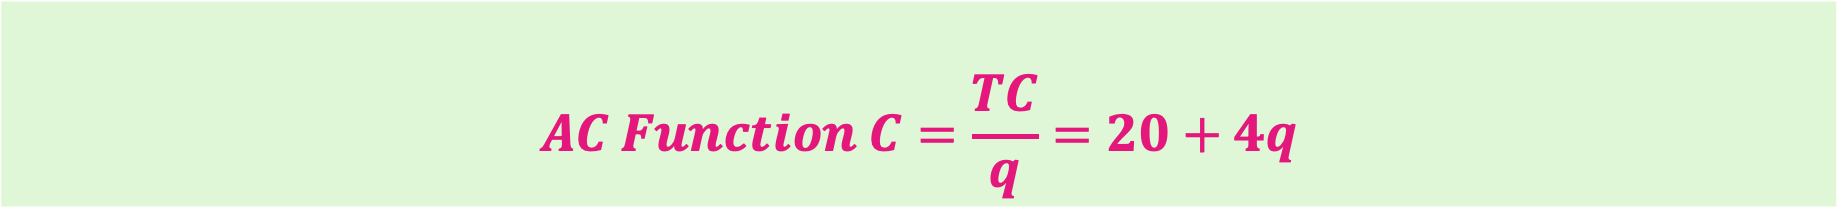 AC Function C = TC/q = 20 + 4q